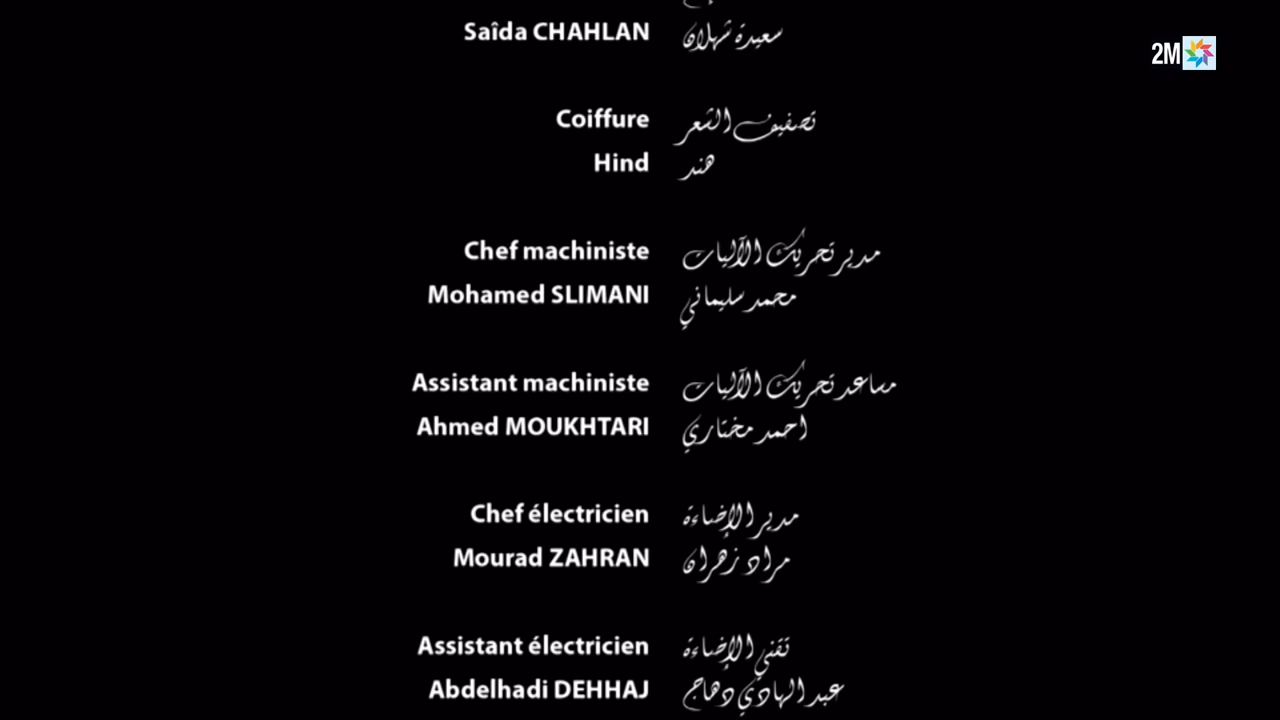 Saîda CHAHLAN سعيدة شهلان
2M
Coiffure تصفيف الشعر
Hind هند
Chef machiniste مدير تحريك الآليات
Mohamed SLIMANI محمد سليماني
Assistant machiniste مساعد تحريك الآليات
Ahmed MOUKHTARI احمد مختاري
Chef électricien مدير الإضاءة
Mourad ZAHRAN مراد زهران
Assistant électricien تقني الإضاءة
Abdelhadi DEHHAJ عبد الهادي دهاج